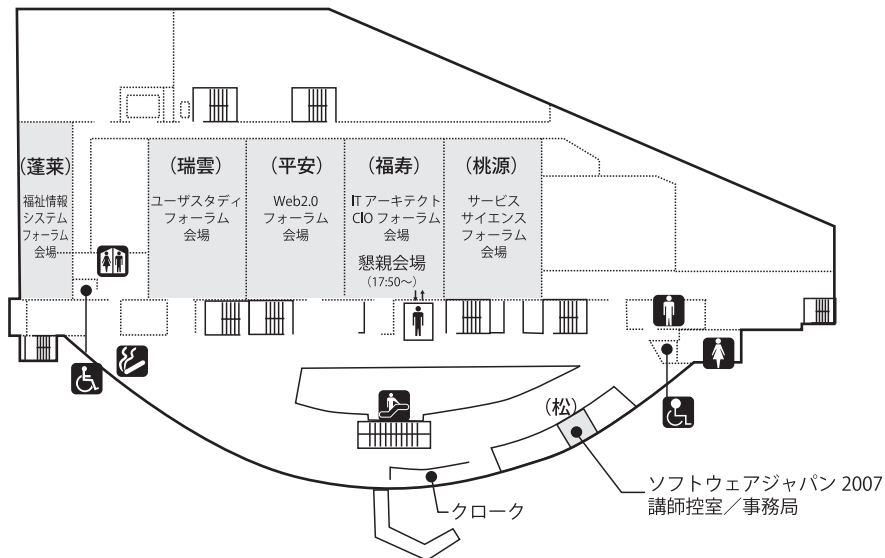 (蓬莱)
福祉情報
システム
フォーラム
会場
(瑞雲)
ユーザスタディ
フォーラム
会場
(平安)
Web2.0
フォーラム
会場
(福寿)
IT アーキテクト
CIO フォーラム
会場
懇親会場
(17:50〜)
(桃源)
サービス
サイエンス
フォーラム
会場
(松)
ソフトウェアジャパン 2007
講師控室／事務局
クローク